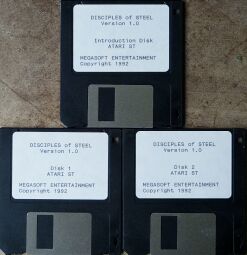 DISCIPLES of STEEL
Version 1.0
Introduction Disk
ATARI ST
MEGASOFT ENTERTAINMENT
Copyright 1992
DISCIPLES of STEEL
Version 1.0
Disk 1
ATARI ST
MEGASOFT ENTERTAINMENT
Copyright 1992
DISCIPLES of STEEL
Version 1.0
Disk 2
ATARI ST
MEGASOFT ENTERTAINMENT
Copyright 1992